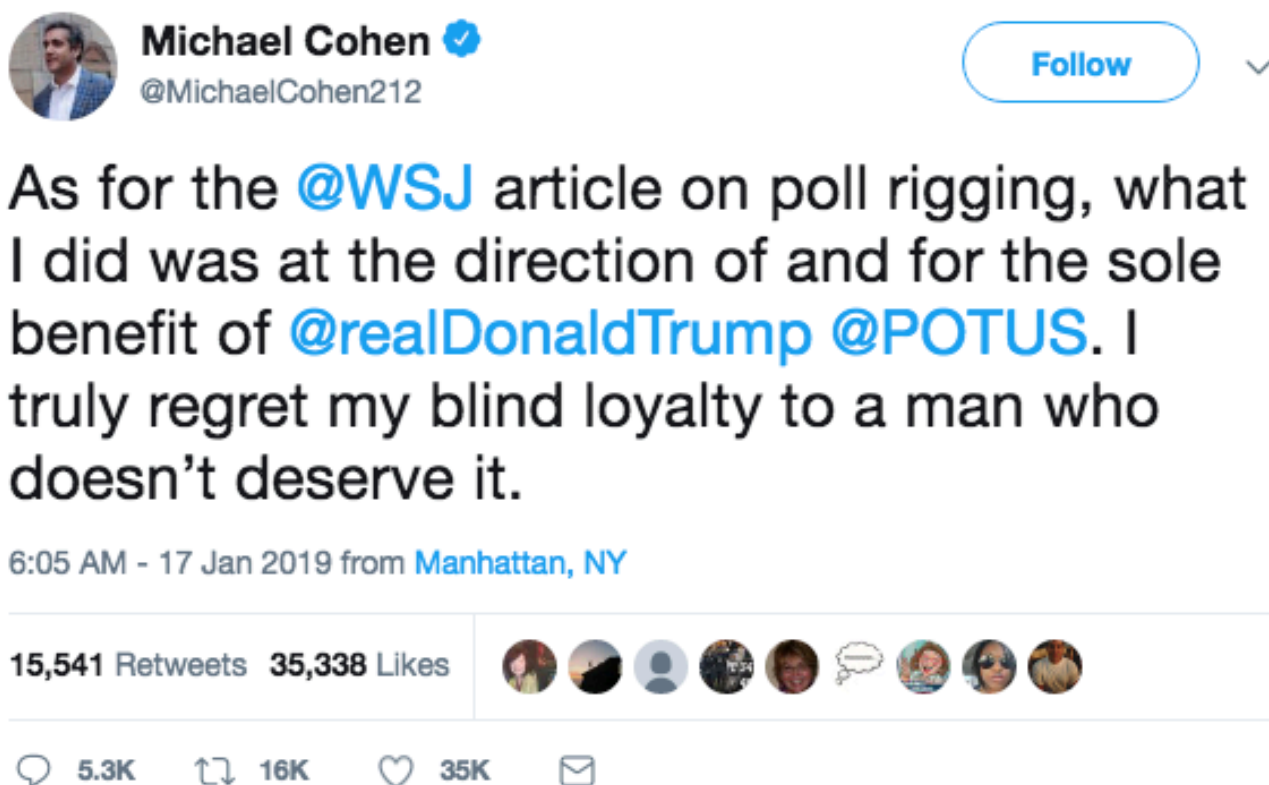 Michael Cohen
@MichaelCohen212
Follow
As for the @WSJ article on poll rigging, what
I did was at the direction of and for the sole
benefit of @realDonaldTrump @POTUS. I
truly regret my blind loyalty to a man who
doesn’t deserve it.
6:05 AM - 17 Jan 2019 from Manhattan, NY
15,541 Retweets 35,338 Likes
5.3K 16K 35K